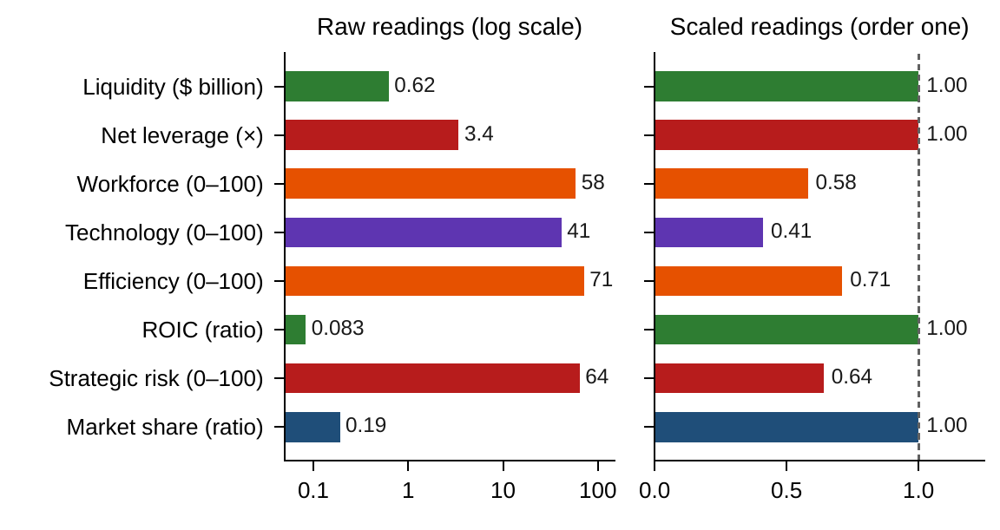 Raw readings (log scale)
Scaled readings (order one)
Liquidity ($ billion) 0.62 1.00
Net leverage (×) 3.4 1.00
Workforce (0–100) 58 0.58
Technology (0–100) 41 0.41
Efficiency (0–100) 71 0.71
ROIC (ratio) 0.083 1.00
Strategic risk (0–100) 64 0.64
Market share (ratio) 0.19 1.00
0.1 1 10 100 0.0 0.5 1.0